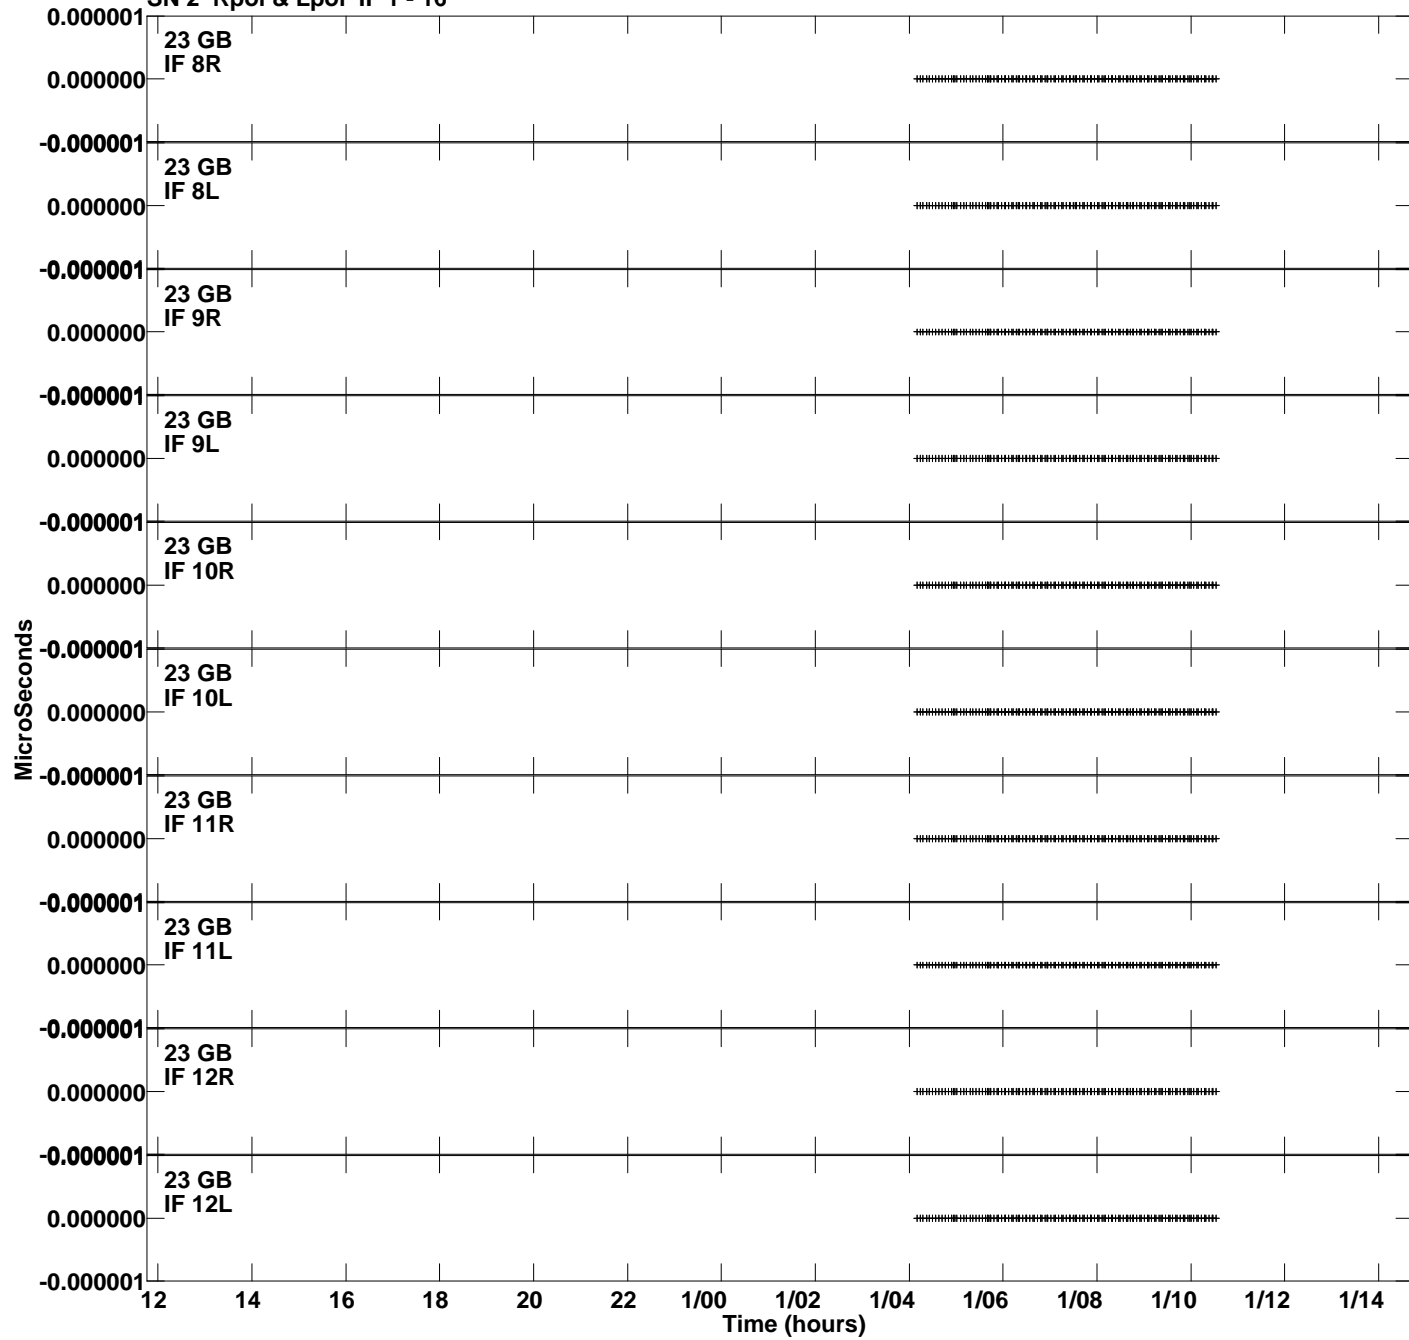 SN 2 Rpol & Lpol IF 1 - 16
0.000001
23 GB
IF 8R
0.000000
-0.000001
23 GB
IF 8L
0.000000
-0.000001
23 GB
IF 9R
0.000000
-0.000001
23 GB
IF 9L
0.000000
-0.000001
23 GB
IF 10R
0.000000
-0.000001
23 GB
IF 10L
0.000000
-0.000001
23 GB
IF 11R
0.000000
-0.000001
23 GB
IF 11L
0.000000
-0.000001
23 GB
IF 12R
0.000000
-0.000001
23 GB
IF 12L
0.000000
-0.000001
MicroSeconds
12 14 16 18 20 22 1/00 1/02 1/04 1/06 1/08 1/10 1/12 1/14
Time (hours)